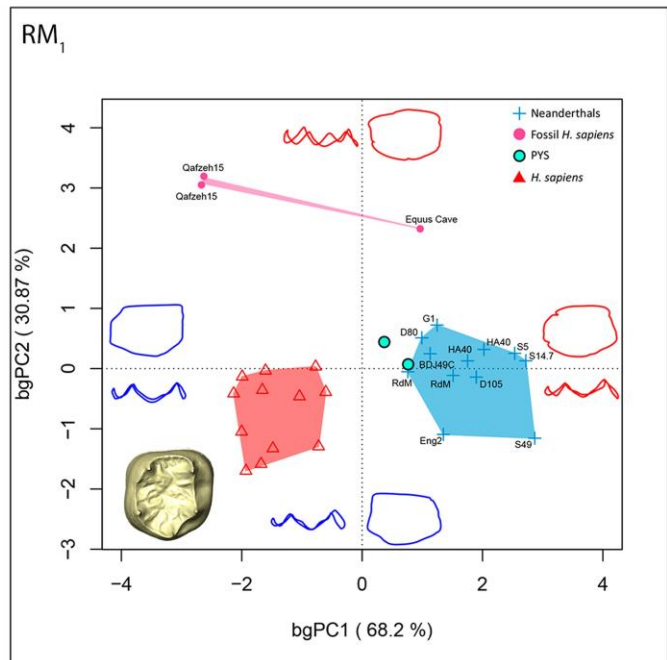 RM1
Neanderthals
Fossil H. sapiens
PYS
H. sapiens
Qafzeh15
Qafzeh15
Equus Cave
G1
D80
HA40
S5
HA40
S14.7
BDJ49C
RdM
RdM
D105
Eng2
S49
4
3
2
1
0
−1
−2
−3
bgPC2 ( 30.87 %)
−4
−2
0
2
4
bgPC1 ( 68.2 %)